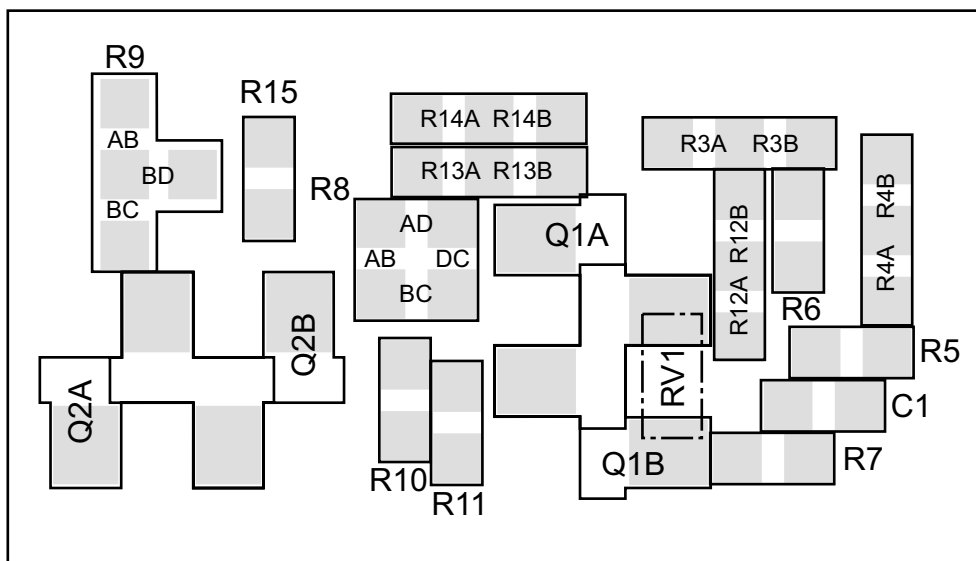 R9
R15
R8
AB
BD
BC
R14A R14B
R13A R13B
AD
AB DC
BC
Q1A
R3A R3B
R12A R12B
R6
R4A R4B
R5
C1
R7
RV1
Q1B
Q2A
Q2B
R10
R11